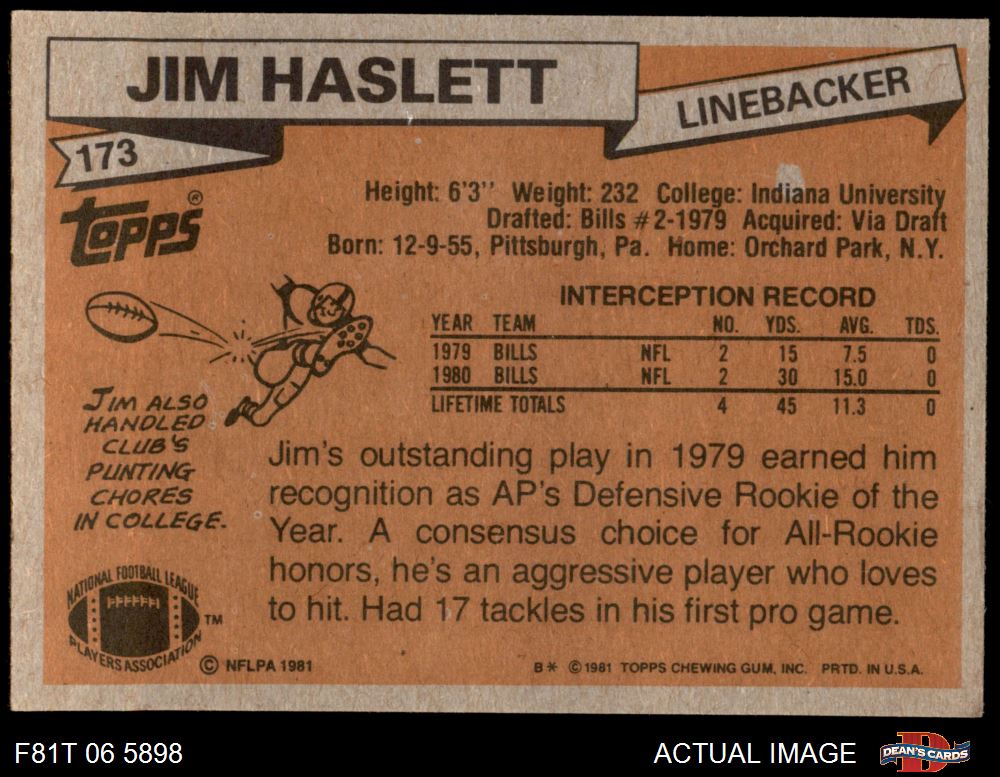 JIM HASLETT
LINEBACKER
173
TOPPS®
Height: 6'3'' Weight: 232 College: Indiana University
Drafted: Bills #2-1979 Acquired: Via Draft
Born: 12-9-55, Pittsburgh, Pa. Home: Orchard Park, N.Y.
INTERCEPTION RECORD
YEAR TEAM NO. YDS. AVG. TDS.
1979 BILLS NFL 2 15 7.5 0
1980 BILLS NFL 2 30 15.0 0
LIFETIME TOTALS 4 45 11.3 0
JIM ALSO
HANDLED
CLUB'S
PUNTING
CHORES
IN COLLEGE.
Jim's outstanding play in 1979 earned him
recognition as AP's Defensive Rookie of the
Year. A consensus choice for All-Rookie
honors, he's an aggressive player who loves
to hit. Had 17 tackles in his first pro game.
NATIONAL FOOTBALL LEAGUE
PLAYERS ASSOCIATION
TM
© NFLPA 1981
B* © 1981 TOPPS CHEWING GUM, INC. PRTD. IN U.S.A.
F81T 06 5898
ACTUAL IMAGE
D
DEAN'S CARDS